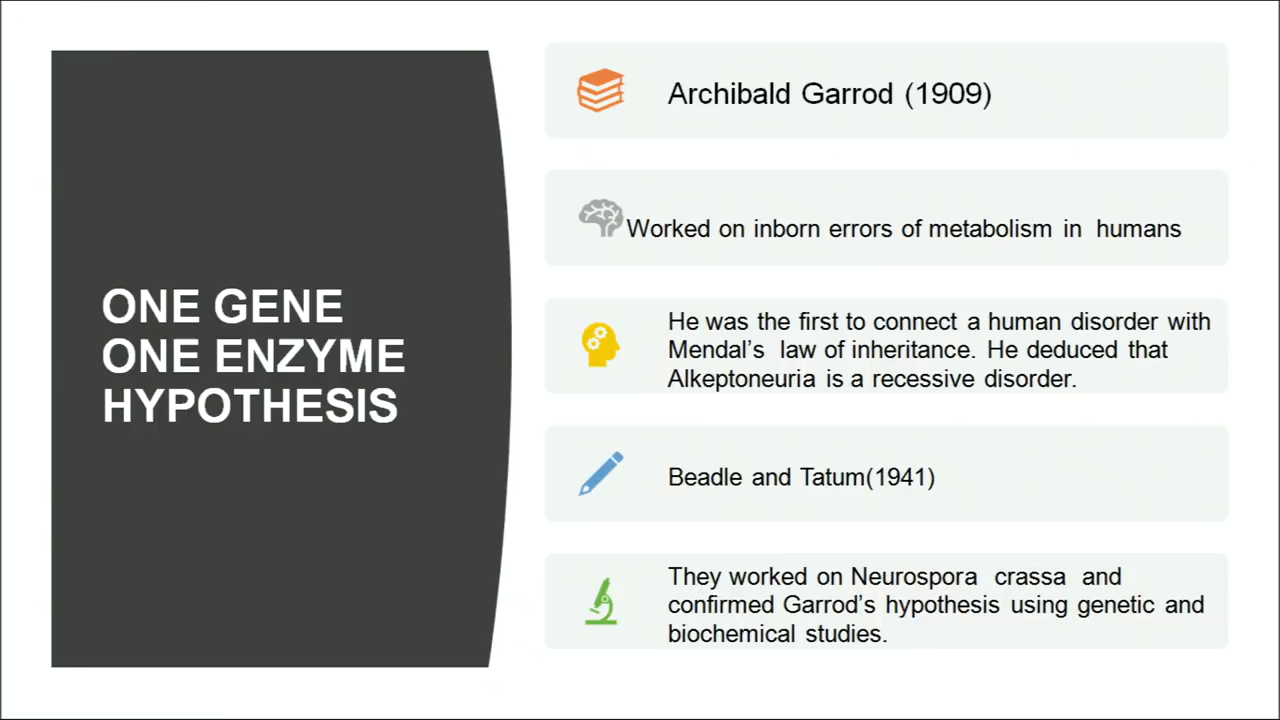 ONE GENE
ONE ENZYME
HYPOTHESIS
Archibald Garrod (1909)
Worked on inborn errors of metabolism in humans
He was the first to connect a human disorder with
Mendal's law of inheritance. He deduced that
Alkeptoneuria is a recessive disorder.
Beadle and Tatum(1941)
They worked on Neurospora crassa and
confirmed Garrod's hypothesis using genetic and
biochemical studies.